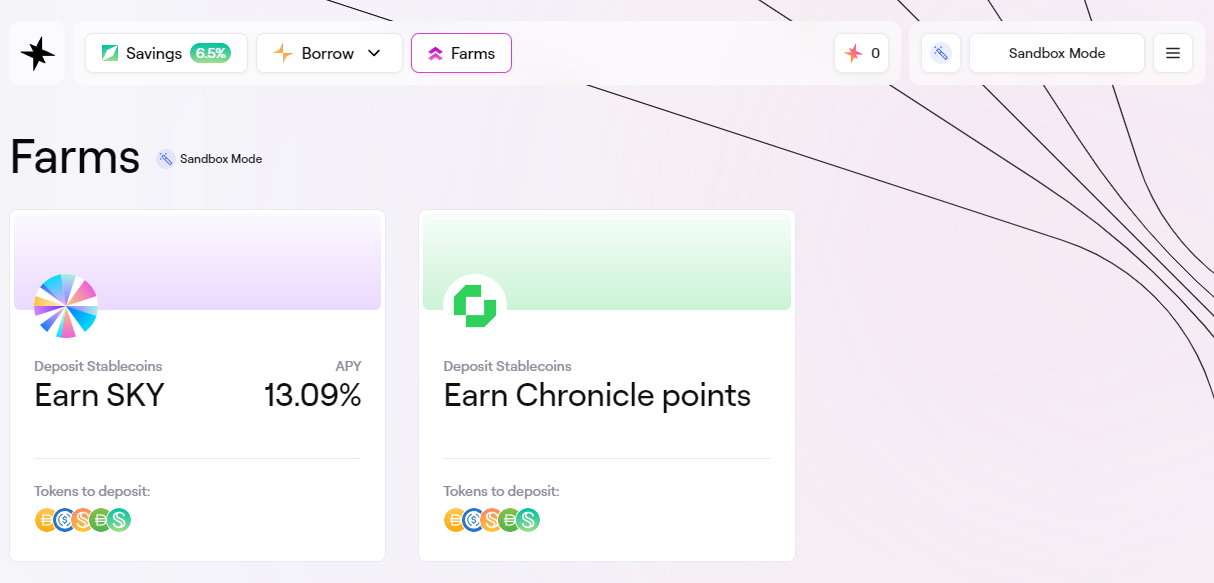 Savings 6.5% Borrow Farms 0 Sandbox Mode
Farms Sandbox Mode
Deposit Stablecoins APY
Earn SKY 13.09%
Tokens to deposit:
Deposit Stablecoins
Earn Chronicle points
Tokens to deposit: